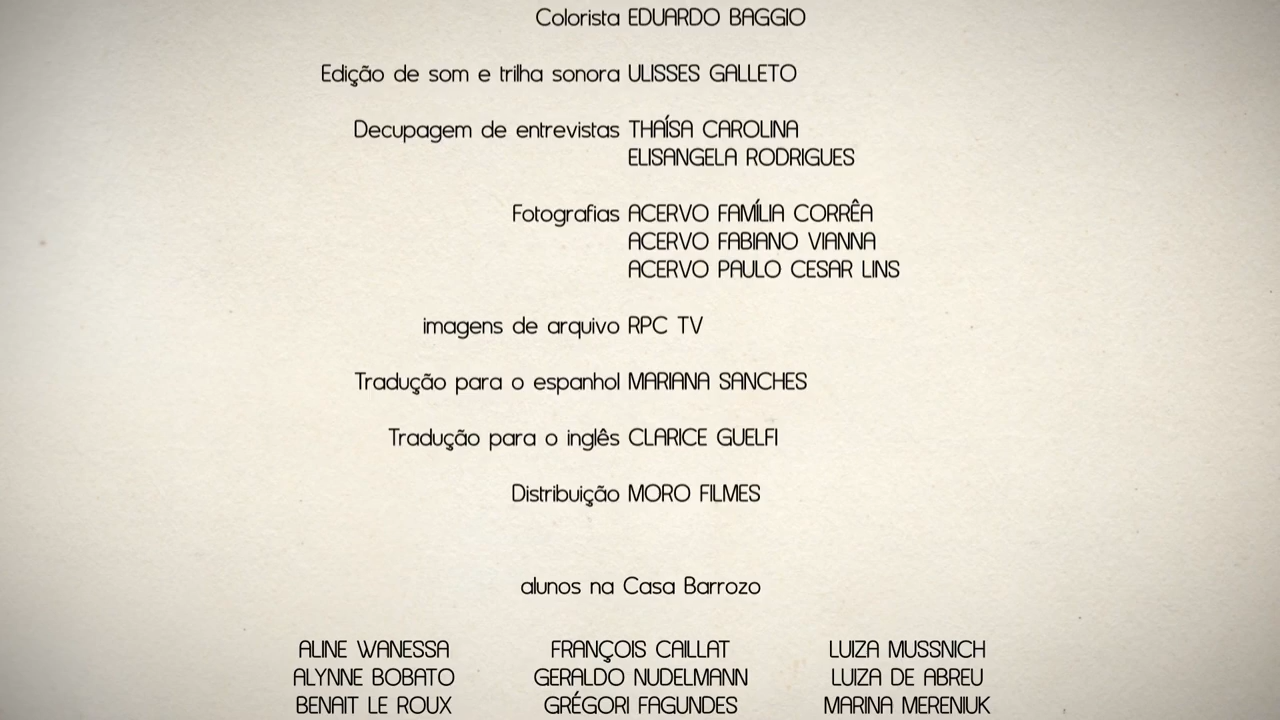 Colorista EDUARDO BAGGIO
Edição de som e trilha sonora ULISSES GALLETO
Decupagem de entrevistas THAÍSA CAROLINA
ELISANGELA RODRIGUES
Fotografias ACERVO FAMÍLIA CORRÊA
ACERVO FABIANO VIANNA
ACERVO PAULO CESAR LINS
imagens de arquivo RPC TV
Tradução para o espanhol MARIANA SANCHES
Tradução para o inglês CLARICE GUELFI
Distribuição MORO FILMES
alunos na Casa Barrozo
ALINE WANESSA FRANÇOIS CAILLAT LUIZA MUSSNICH
ALYNNE BOBATO GERALDO NUDELMANN LUIZA DE ABREU
BENAIT LE ROUX GRÉGORI FAGUNDES MARINA MERENIUK